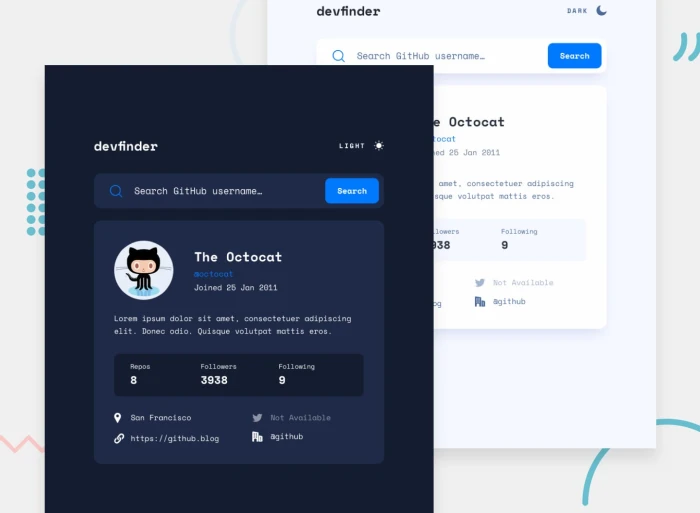 devfinder
DARK
Search GitHub username…
Search
e Octocat
tocat
ed 25 Jan 2011
amet, consectetuer adipiscing
sque volutpat mattis eros.
lowers
Following
938
9
Not Available
og
@github
devfinder
LIGHT
Search GitHub username…
Search
The Octocat
@octocat
Joined 25 Jan 2011
Lorem ipsum dolor sit amet, consectetuer adipiscing
elit. Donec odio. Quisque volutpat mattis eros.
Repos
Followers
Following
8
3938
9
San Francisco
Not Available
https://github.blog
@github